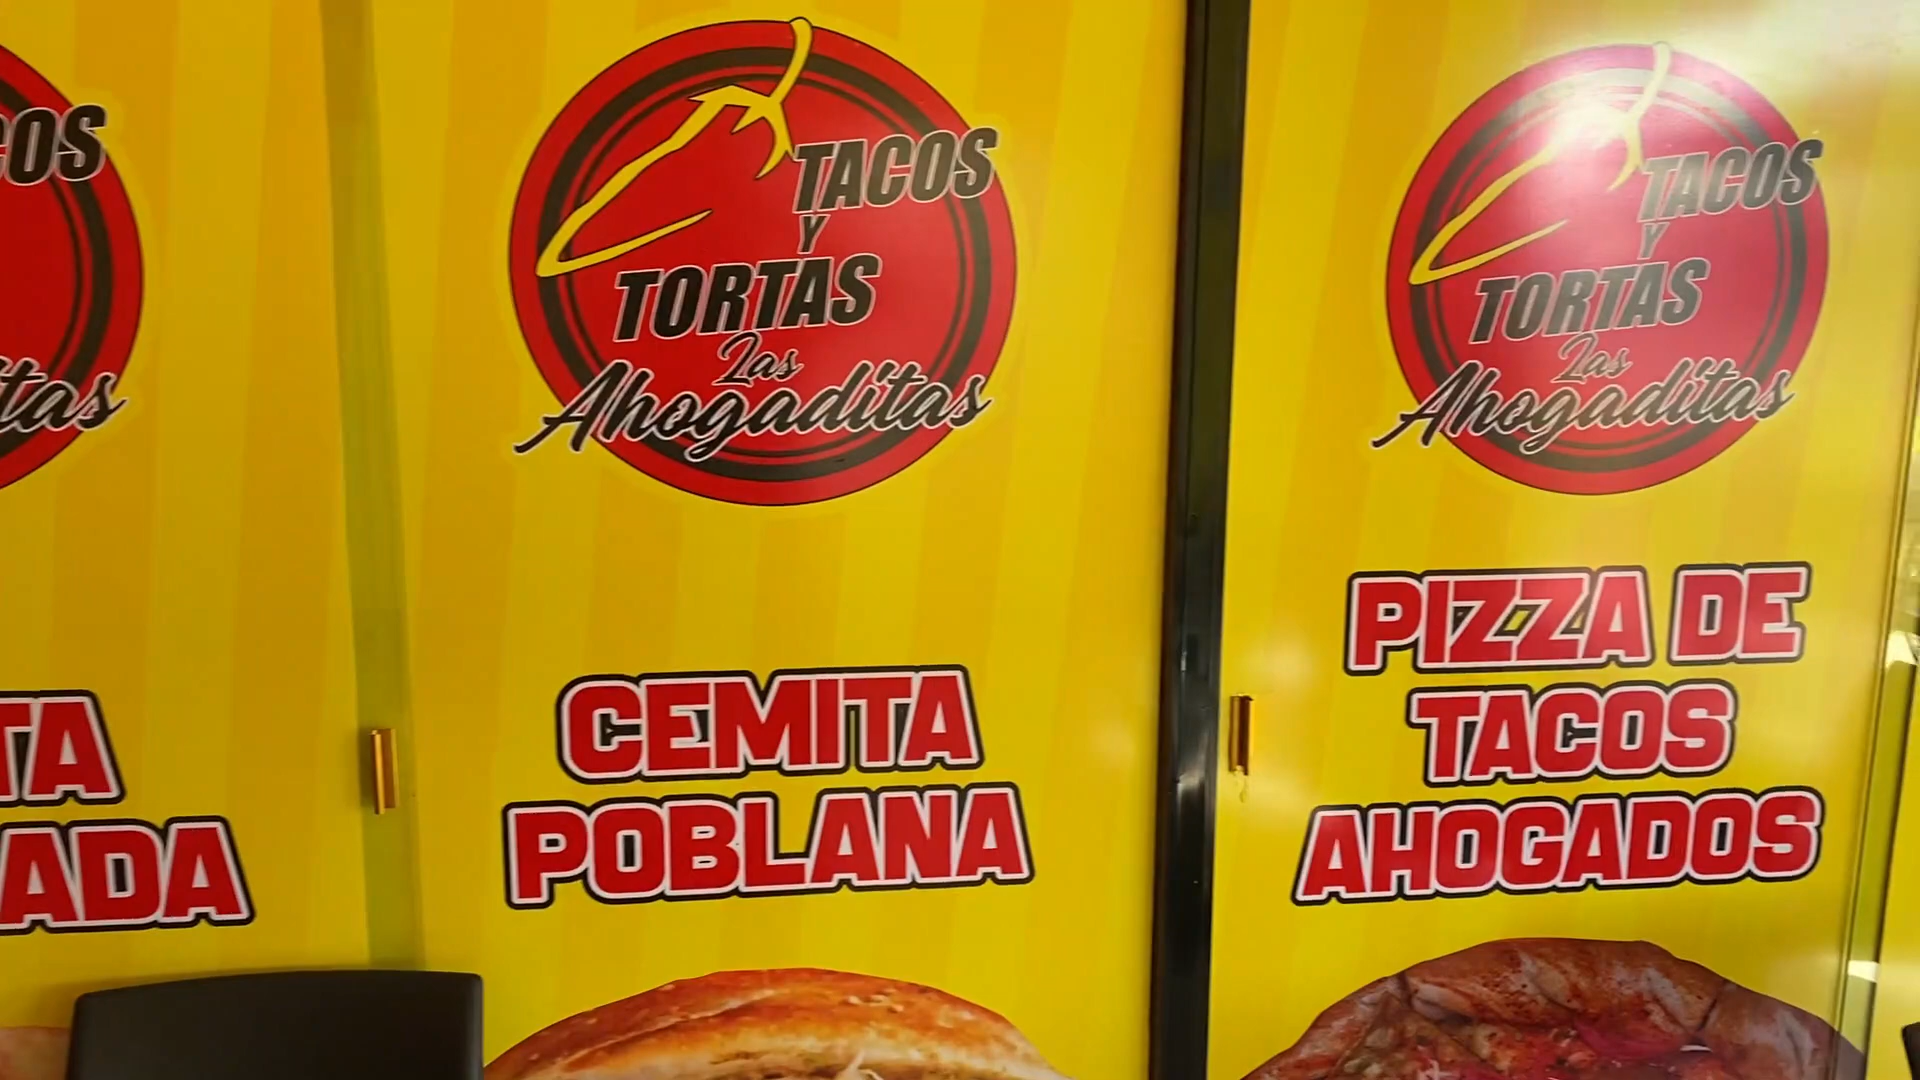 TACOS
Y
TORTAS
Las
Ahogaditas
CEMITA
POBLANA
TACOS
Y
TORTAS
Las
Ahogaditas
PIZZA DE
TACOS
AHOGADOS